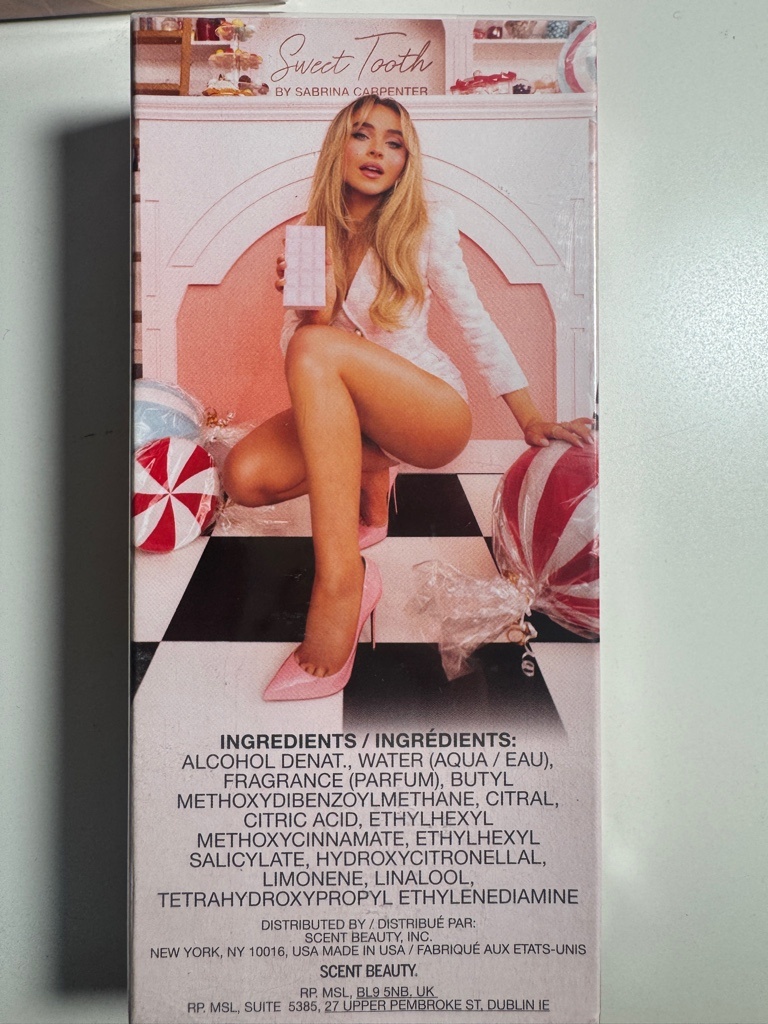 Sweet Tooth
BY SABRINA CARPENTER
INGREDIENTS / INGRÉDIENTS:
ALCOHOL DENAT., WATER (AQUA / EAU),
FRAGRANCE (PARFUM), BUTYL
METHOXYDIBENZOYLMETHANE, CITRAL,
CITRIC ACID, ETHYLHEXYL
METHOXYCINNAMATE, ETHYLHEXYL
SALICYLATE, HYDROXYCITRONELLAL,
LIMONENE, LINALOOL,
TETRAHYDROXYPROPYL ETHYLENEDIAMINE
DISTRIBUTED BY / DISTRIBUÉ PAR:
SCENT BEAUTY, INC.
NEW YORK, NY 10016, USA MADE IN USA / FABRIQUÉ AUX ETATS-UNIS
SCENT BEAUTY.
RP. MSL, BL9 5NB, UK
RP. MSL, SUITE 5385, 27 UPPER PEMBROKE ST, DUBLIN IE